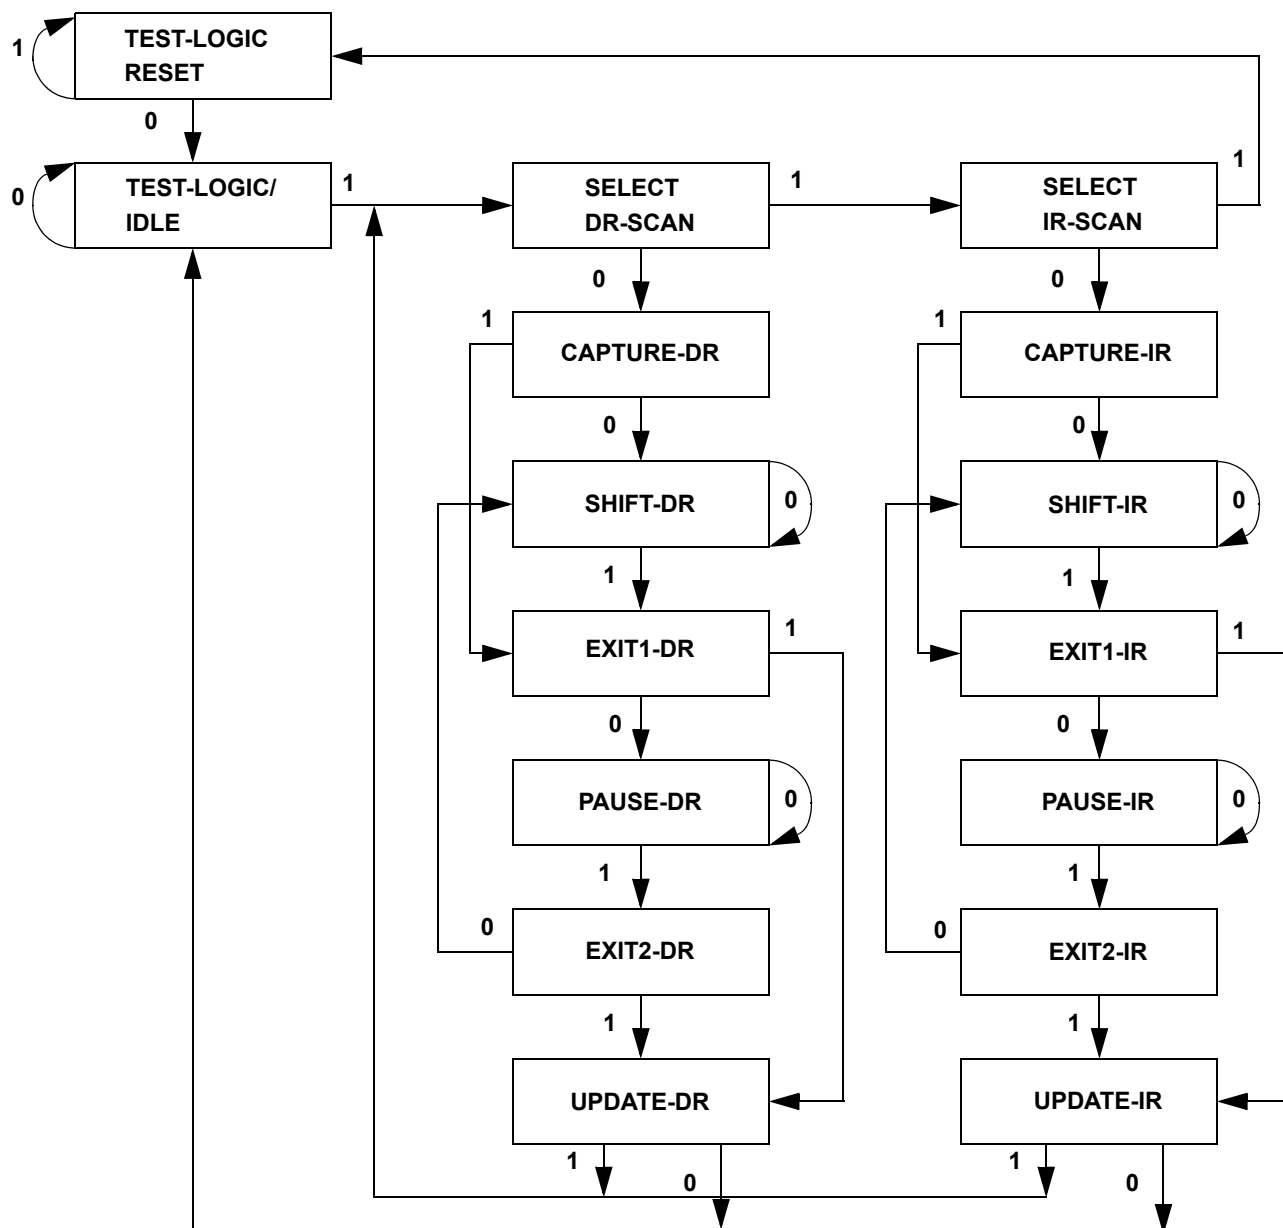 TEST-LOGIC
RESET
1
0
TEST-LOGIC/
IDLE
0
1
SELECT
DR-SCAN
1
SELECT
IR-SCAN
1
0
0
1
CAPTURE-DR
1
CAPTURE-IR
0
0
SHIFT-DR
0
SHIFT-IR
0
1
1
EXIT1-DR
1
EXIT1-IR
1
0
0
PAUSE-DR
0
PAUSE-IR
0
1
1
0
EXIT2-DR
0
EXIT2-IR
1
1
UPDATE-DR
UPDATE-IR
1
0
1
0